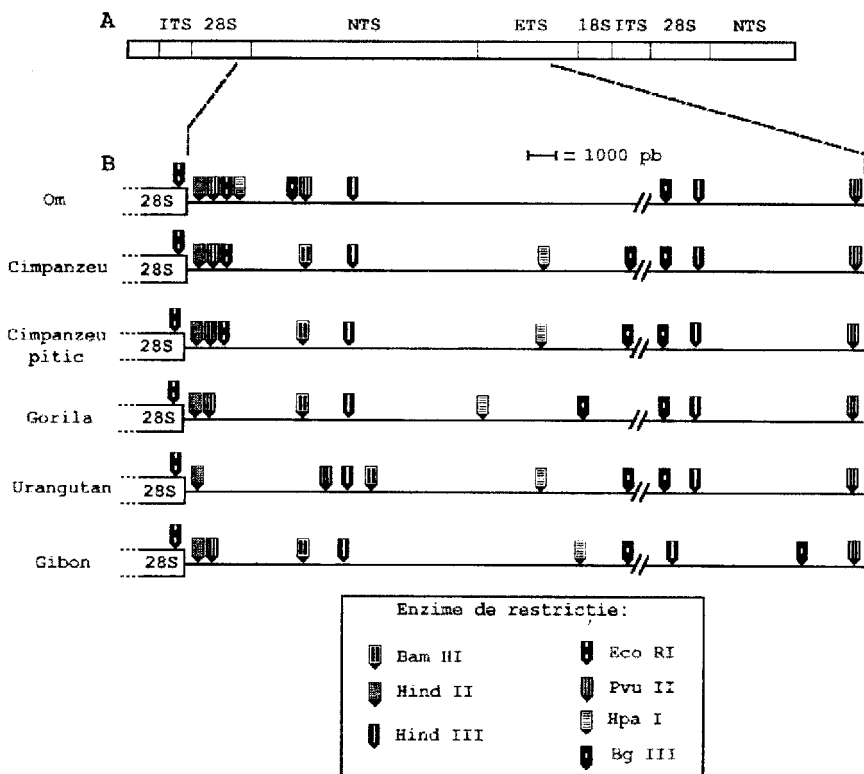 A
ITS 28S NTS ETS 18S ITS 28S NTS
B
= 1000 pb
Om 28S
Cimpanzeu 28S
Cimpanzeu pitic 28S
Gorila 28S
Urangutan 28S
Gibon 28S
Enzime de restricţie:
Bam HI
Eco RI
Hind II
Pvu II
Hpa I
Hind III
Bg III